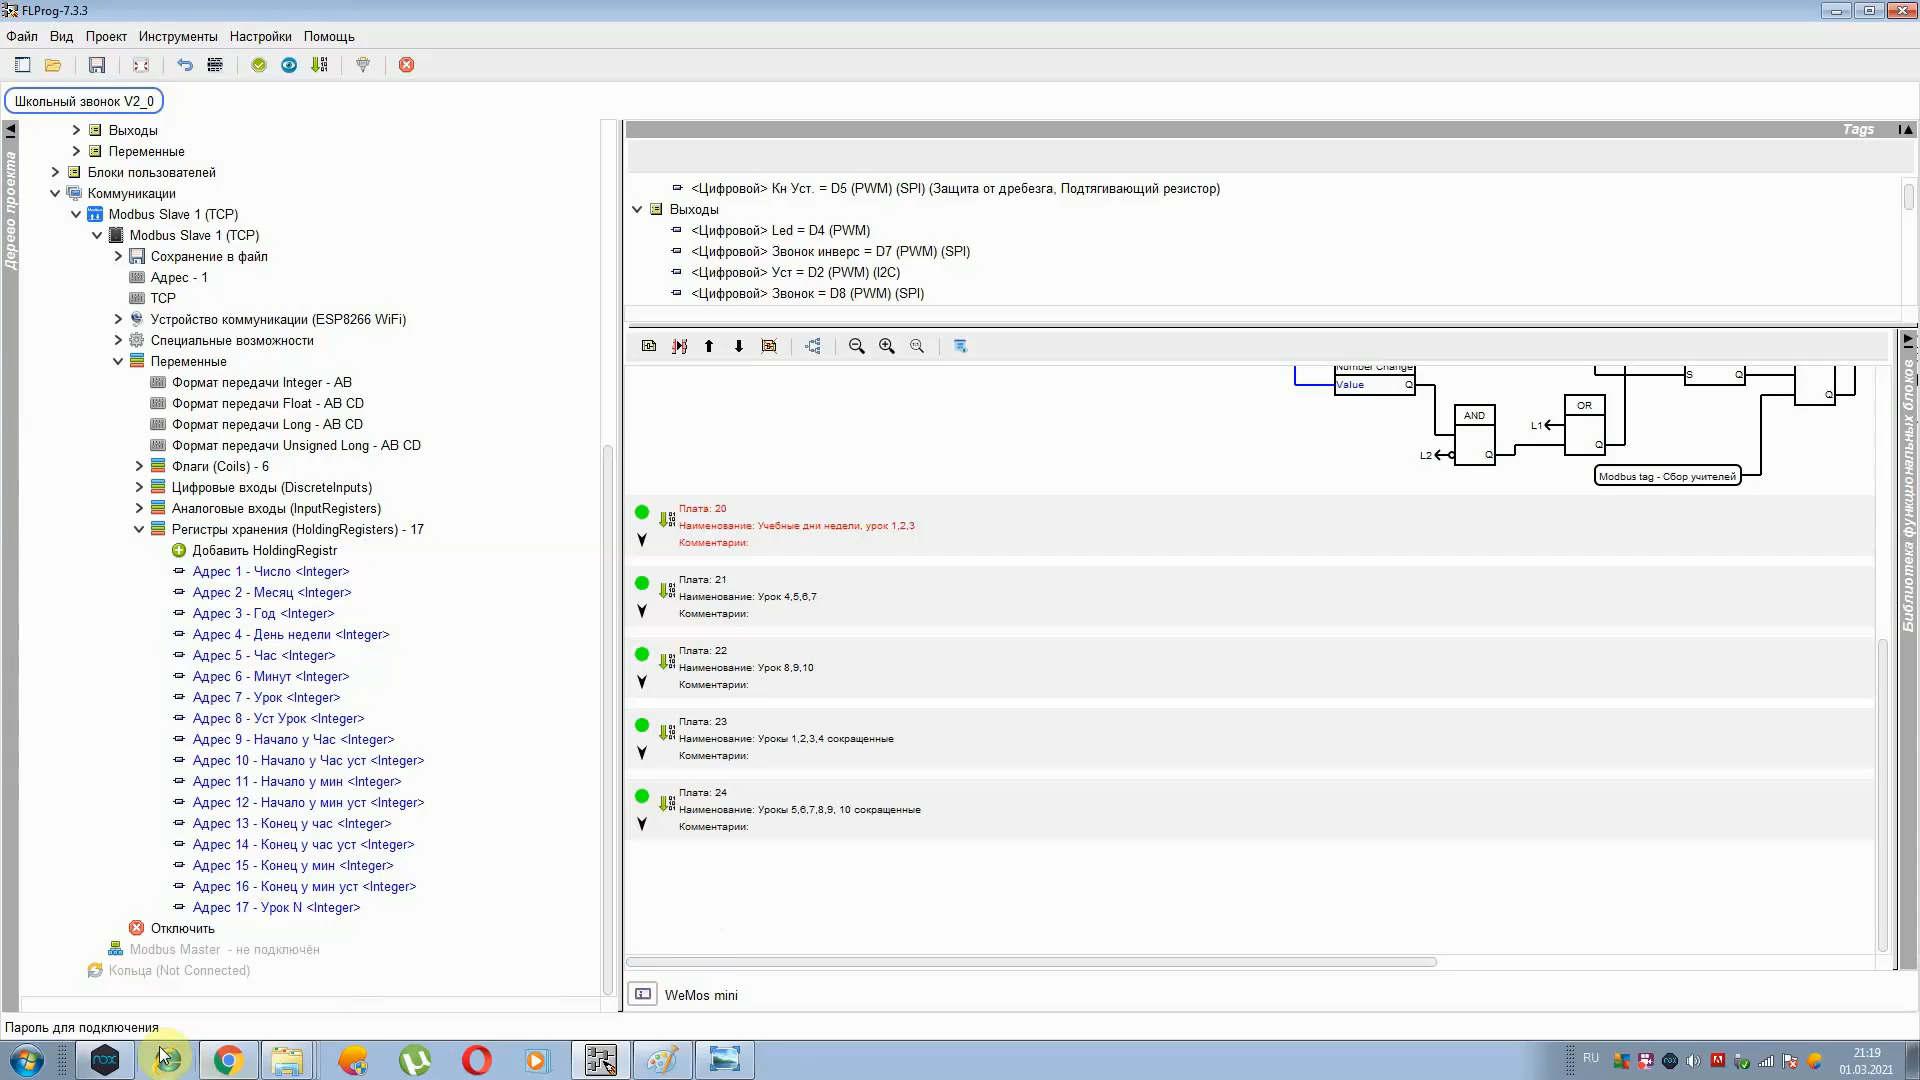 FLProg-7.3.3
Файл Вид Проект Инструменты Настройки Помощь
Школьный звонок V2_0
Дерево проекта
Выходы
Переменные
Блоки пользователей
Коммуникации
Modbus Slave 1 (TCP)
Modbus Slave 1 (TCP)
Сохранение в файл
Адрес - 1
TCP
Устройство коммуникации (ESP8266 WiFi)
Специальные возможности
Переменные
Формат передачи Integer - AB
Формат передачи Float - AB CD
Формат передачи Long - AB CD
Формат передачи Unsigned Long - AB CD
Флаги (Coils) - 6
Цифровые входы (DiscreteInputs)
Аналоговые входы (InputRegisters)
Регистры хранения (HoldingRegisters) - 17
Добавить HoldingRegistr
Адрес 1 - Число <Integer>
Адрес 2 - Месяц <Integer>
Адрес 3 - Год <Integer>
Адрес 4 - День недели <Integer>
Адрес 5 - Час <Integer>
Адрес 6 - Минут <Integer>
Адрес 7 - Урок <Integer>
Адрес 8 - Уст Урок <Integer>
Адрес 9 - Начало у Час <Integer>
Адрес 10 - Начало у Час уст <Integer>
Адрес 11 - Начало у мин <Integer>
Адрес 12 - Начало у мин уст <Integer>
Адрес 13 - Конец у час <Integer>
Адрес 14 - Конец у час уст <Integer>
Адрес 15 - Конец у мин <Integer>
Адрес 16 - Конец у мин уст <Integer>
Адрес 17 - Урок N <Integer>
Отключить
Modbus Master - не подключён
Кольца (Not Connected)
Tags
<Цифровой> Кн Уст. = D5 (PWM) (SPI) (Защита от дребезга, Подтягивающий резистор)
Выходы
<Цифровой> Led = D4 (PWM)
<Цифровой> Звонок инверс = D7 (PWM) (SPI)
<Цифровой> Уст = D2 (PWM) (I2C)
<Цифровой> Звонок = D8 (PWM) (SPI)
Библиотека функциональных блоков
Number Change
Value Q
S Q
Q
AND
L2
Q
OR
L1
Q
Modbus tag - Сбор учителей
Плата: 20
Наименование: Учебные дни недели, урок 1,2,3
Комментарии:
Плата: 21
Наименование: Урок 4,5,6,7
Комментарии:
Плата: 22
Наименование: Урок 8,9,10
Комментарии:
Плата: 23
Наименование: Урокы 1,2,3,4 сокращенные
Комментарии:
Плата: 24
Наименование: Урокы 5,6,7,8,9, 10 сокращенные
Комментарии:
WeMos mini
Пароль для подключения
nox
RU
21:19
01.03.2021